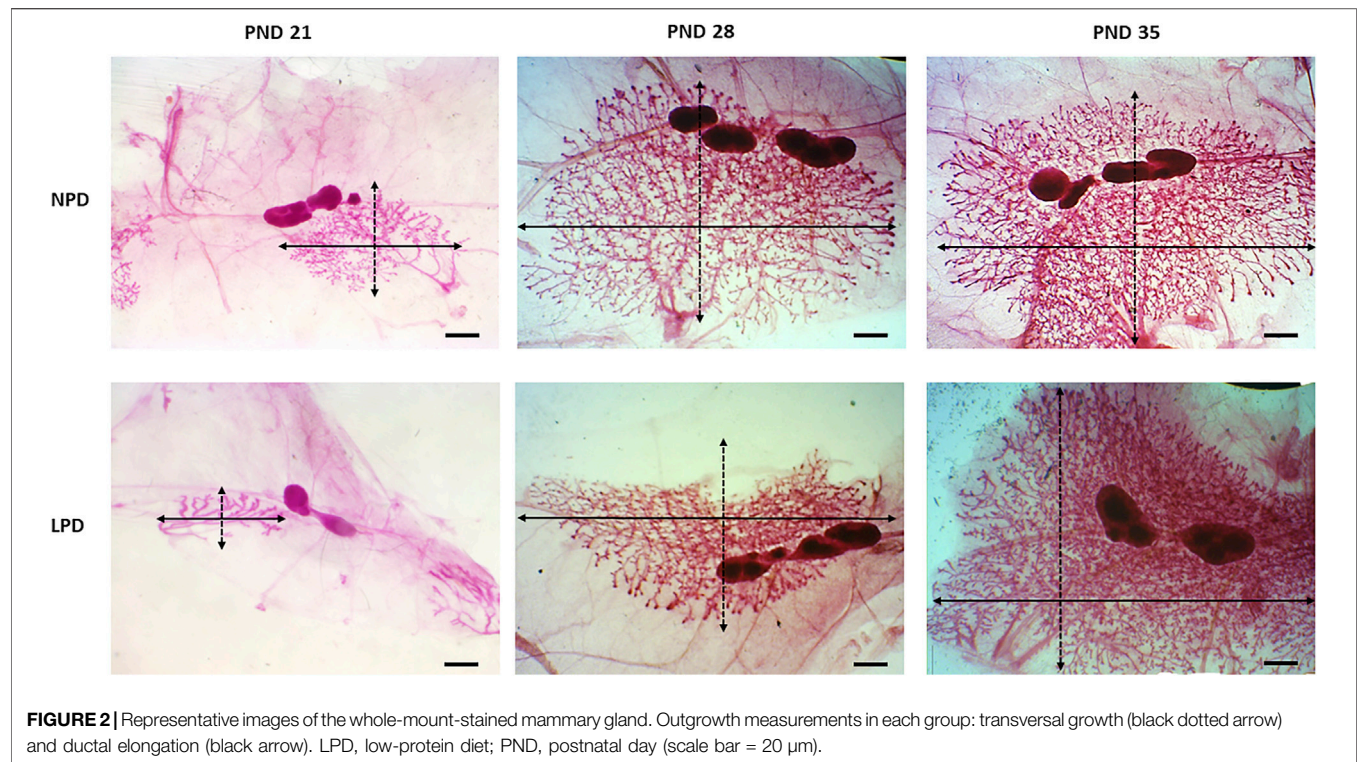 PND 21
PND 28
PND 35
NPD
LPD
FIGURE 2 | Representative images of the whole-mount-stained mammary gland. Outgrowth measurements in each group: transversal growth (black dotted arrow)
and ductal elongation (black arrow). LPD, low-protein diet; PND, postnatal day (scale bar = 20 μm).